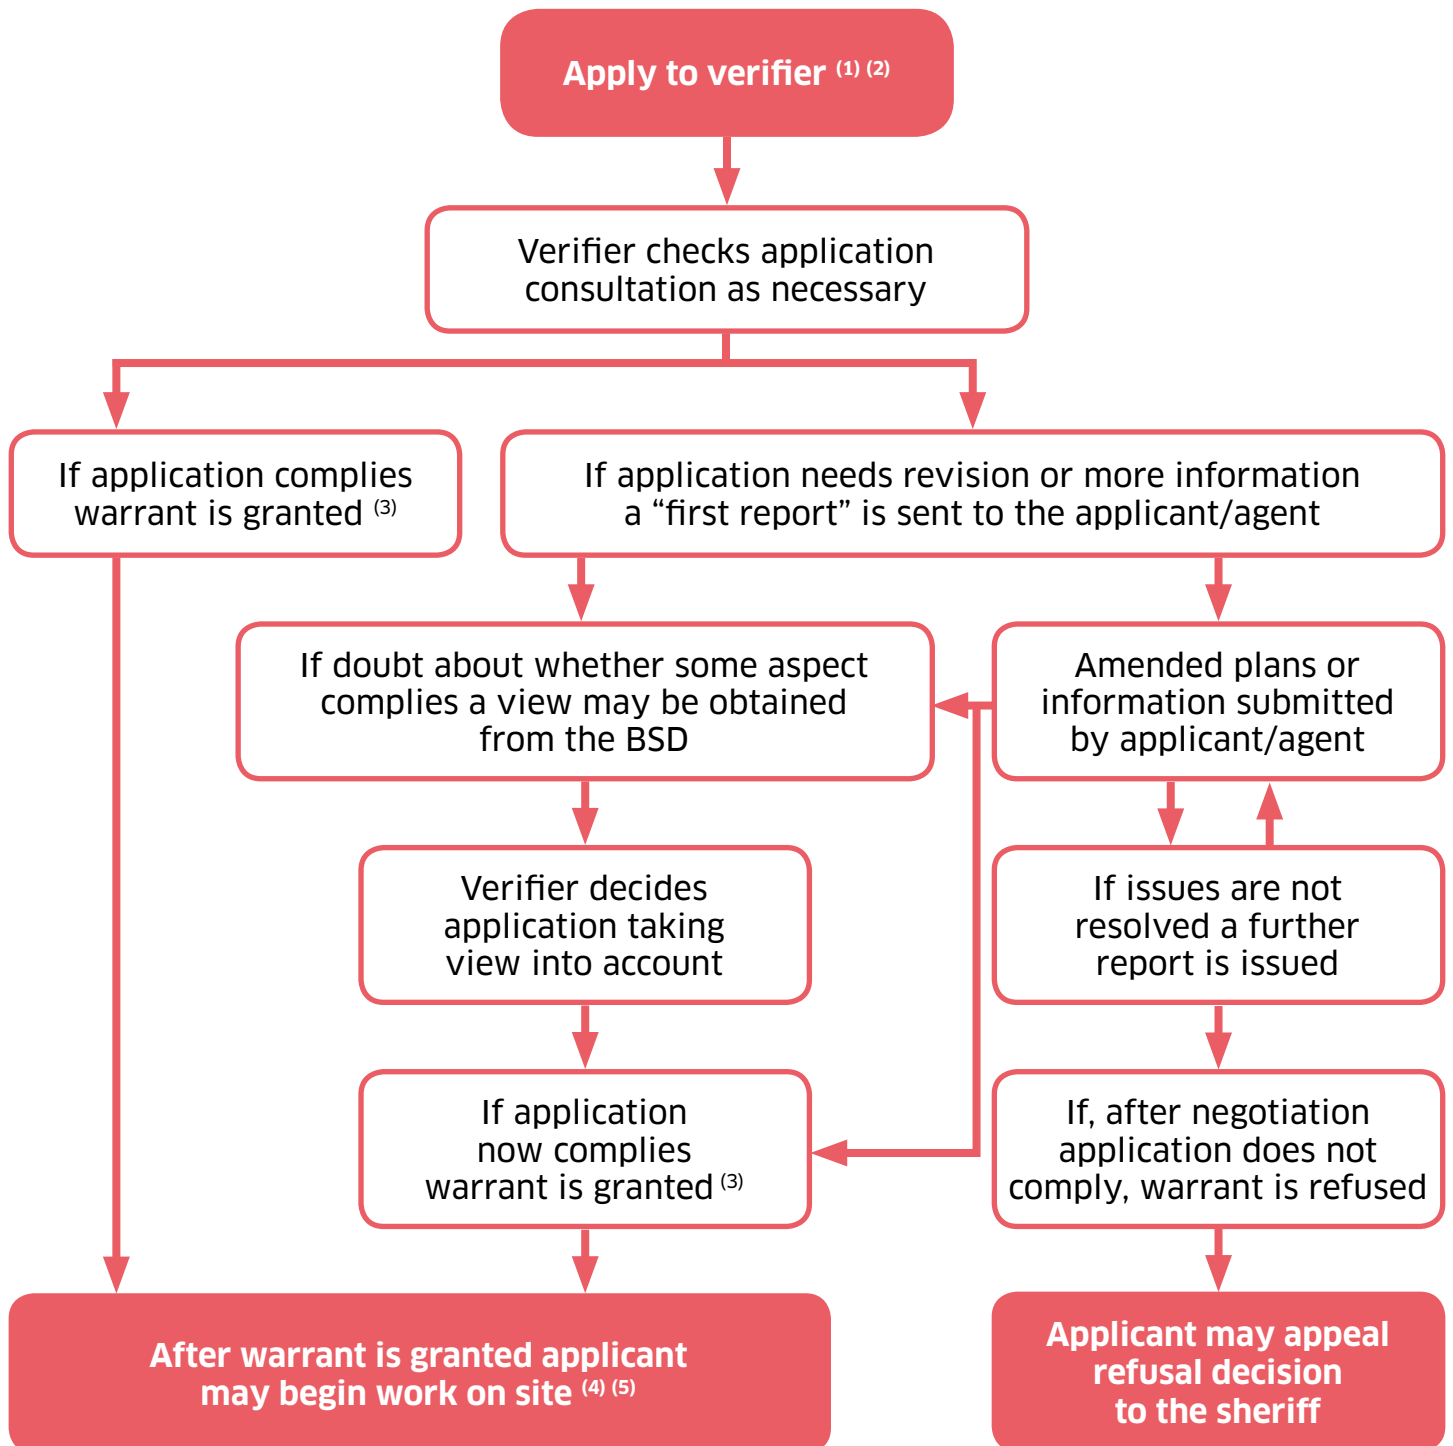 Apply to verifier (1) (2)
Verifier checks application
consultation as necessary
If application complies
warrant is granted (3)
If application needs revision or more information
a “first report” is sent to the applicant/agent
If doubt about whether some aspect
complies a view may be obtained
from the BSD
Amended plans or
information submitted
by applicant/agent
Verifier decides
application taking
view into account
If issues are not
resolved a further
report is issued
If application
now complies
warrant is granted (3)
If, after negotiation
application does not
comply, warrant is refused
After warrant is granted applicant
may begin work on site (4) (5)
Applicant may appeal
refusal decision
to the sheriff